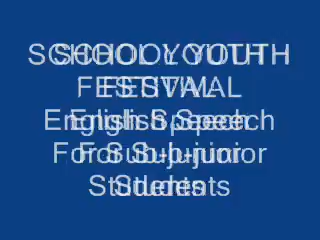 SCHOOL YOUTH
FESTIVAL
English Speech
For Sub-junior
Students